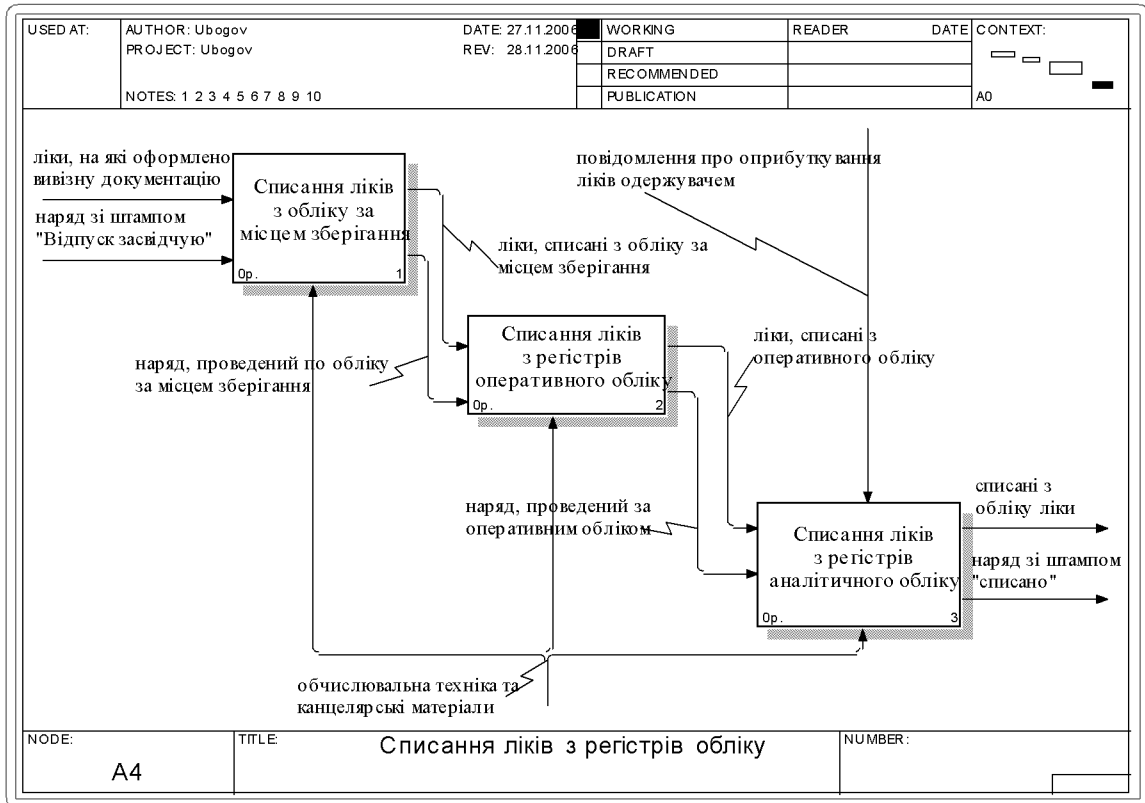 USED AT:
AUTHOR: Ubogov
DATE: 27.11.2006
WORKING
READER
DATE
CONTEXT:
PROJECT: Ubogov
REV: 28.11.2006
DRAFT
RECOMMENDED
NOTES: 1 2 3 4 5 6 7 8 9 10
PUBLICATION
A0
ліки, на які оформлено
вивізну документацію
наряд зі штампом
"Відпуск засвідчую"
Списання ліків
з обліку за
місцем зберігання
0р.
1
повідомлення про оприбуткування
ліків одержувачем
ліки, списані з обліку за
місцем зберігання
наряд, проведений по обліку
за місцем зберігання
Списання ліків
з регістрів
оперативного обліку
0р.
2
ліки, списані з
оперативного обліку
наряд, проведений за
оперативним обліком
Списання ліків
з регістрів
аналітичного обліку
0р.
3
списані з
обліку ліки
наряд зі штампом
"списано"
обчислювальна техніка та
канцелярські матеріали
NODE:
A4
TITLE:
Списання ліків з регістрів обліку
NUMBER: